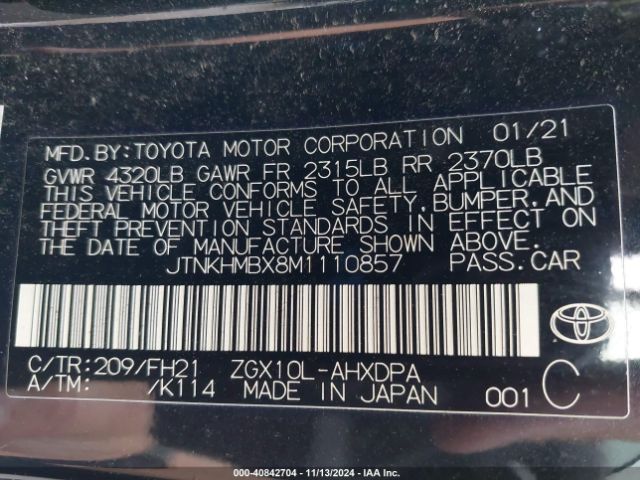 MFD.BY:TOYOTA MOTOR CORPORATION 01/21
GVWR 4320LB GAWR FR 2315LB RR 2370LB
THIS VEHICLE CONFORMS TO ALL APPLICABLE
FEDERAL MOTOR VEHICLE SAFETY,BUMPER,AND
THEFT PREVENTION STANDARDS IN EFFECT ON
THE DATE OF MANUFACTURE SHOWN ABOVE.
JTNKHMBX8M1110857 PASS.CAR
C/TR:209/FH21 ZGX10L-AHXDPA
A/TM: /K114 MADE IN JAPAN 001 C
000-40842704 - 11/13/2024 - IAA Inc.